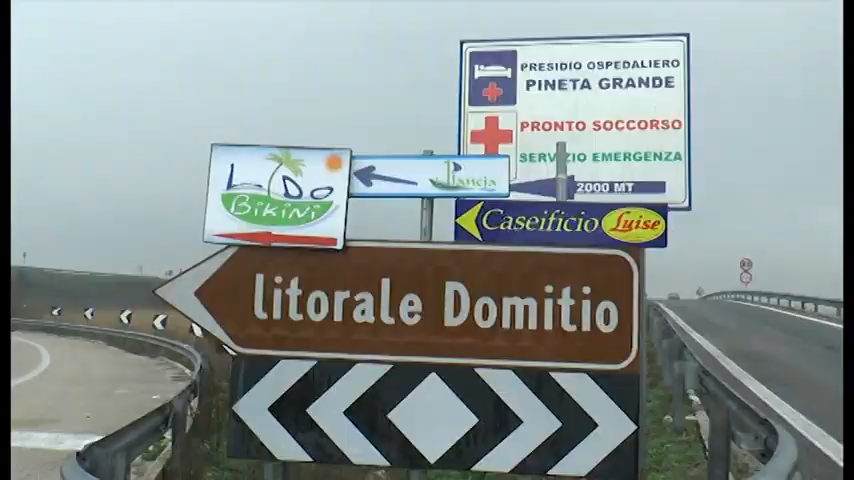 PRESIDIO OSPEDALIERO
PINETA GRANDE
PRONTO SOCCORSO
SERVIZIO EMERGENZA
2000 MT
LIDO
BIKINI
Caseificio Luise
litorale Domitio